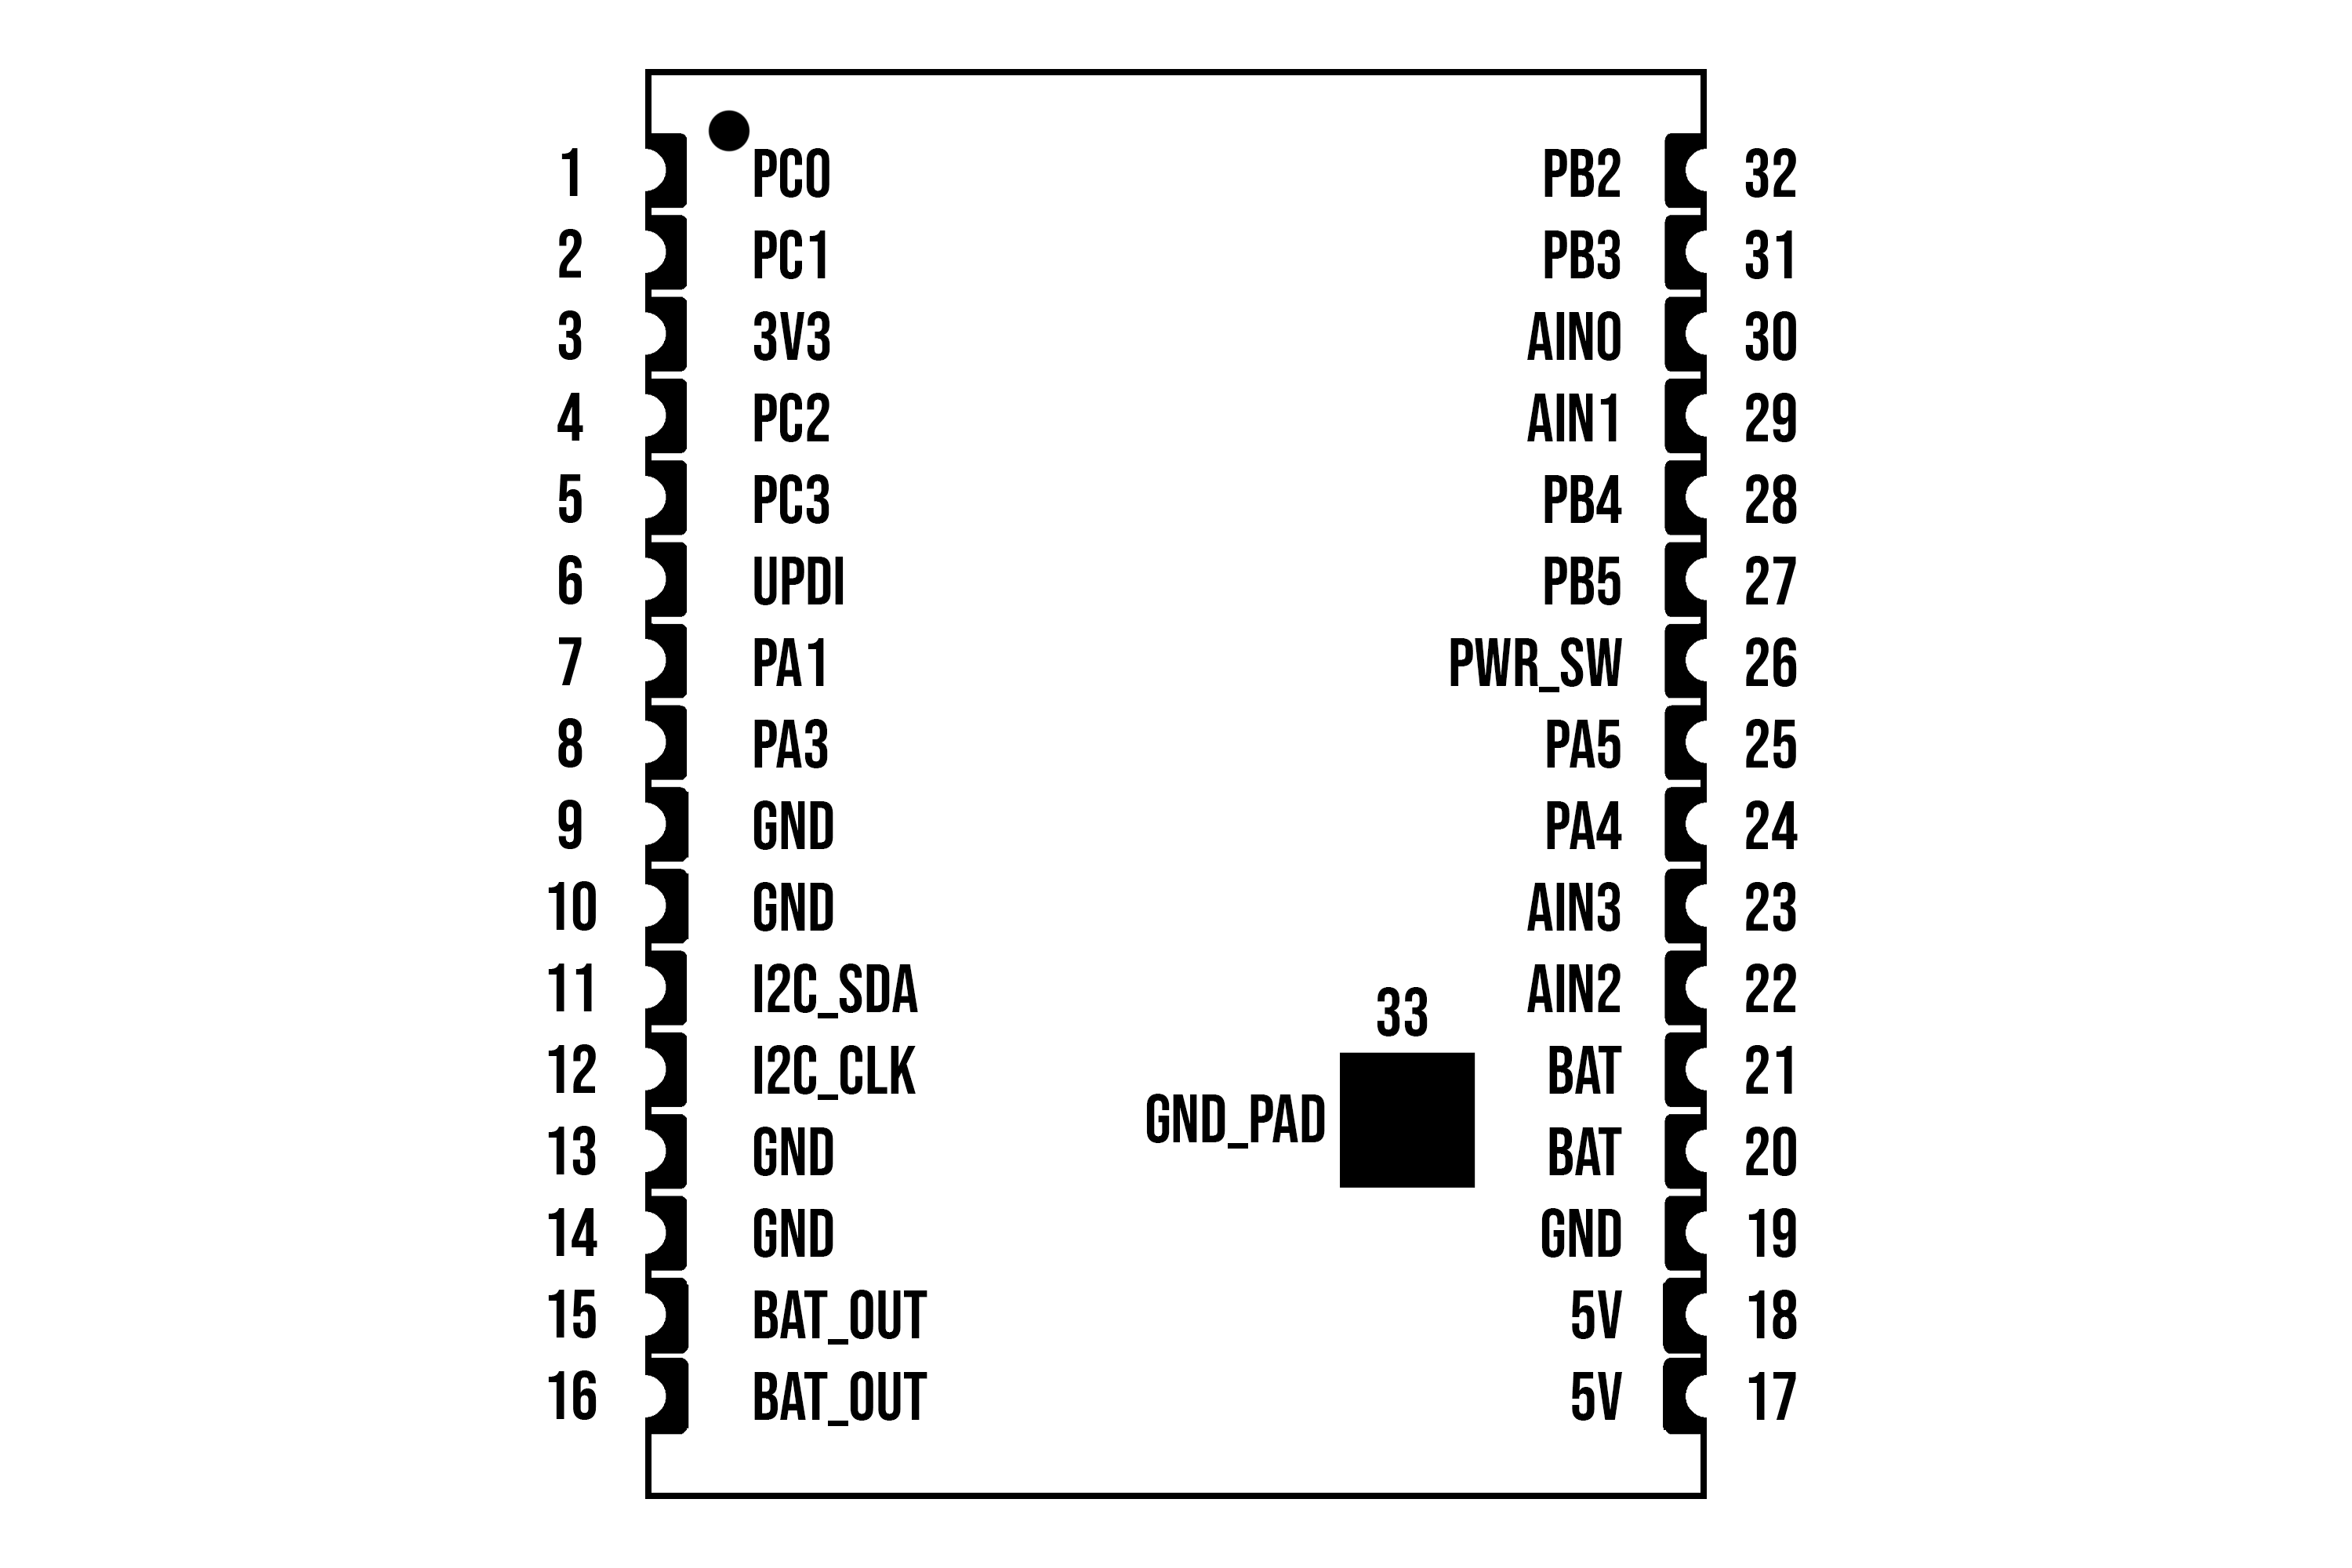 1 PC0 PB2 32
2 PC1 PB3 31
3 3V3 AIN0 30
4 PC2 AIN1 29
5 PC3 PB4 28
6 UPDI PB5 27
7 PA1 PWR_SW 26
8 PA3 PA5 25
9 GND PA4 24
10 GND AIN3 23
11 I2C_SDA AIN2 22
33
12 I2C_CLK BAT 21
GND_PAD
13 GND BAT 20
14 GND GND 19
15 BAT_OUT 5V 18
16 BAT_OUT 5V 17